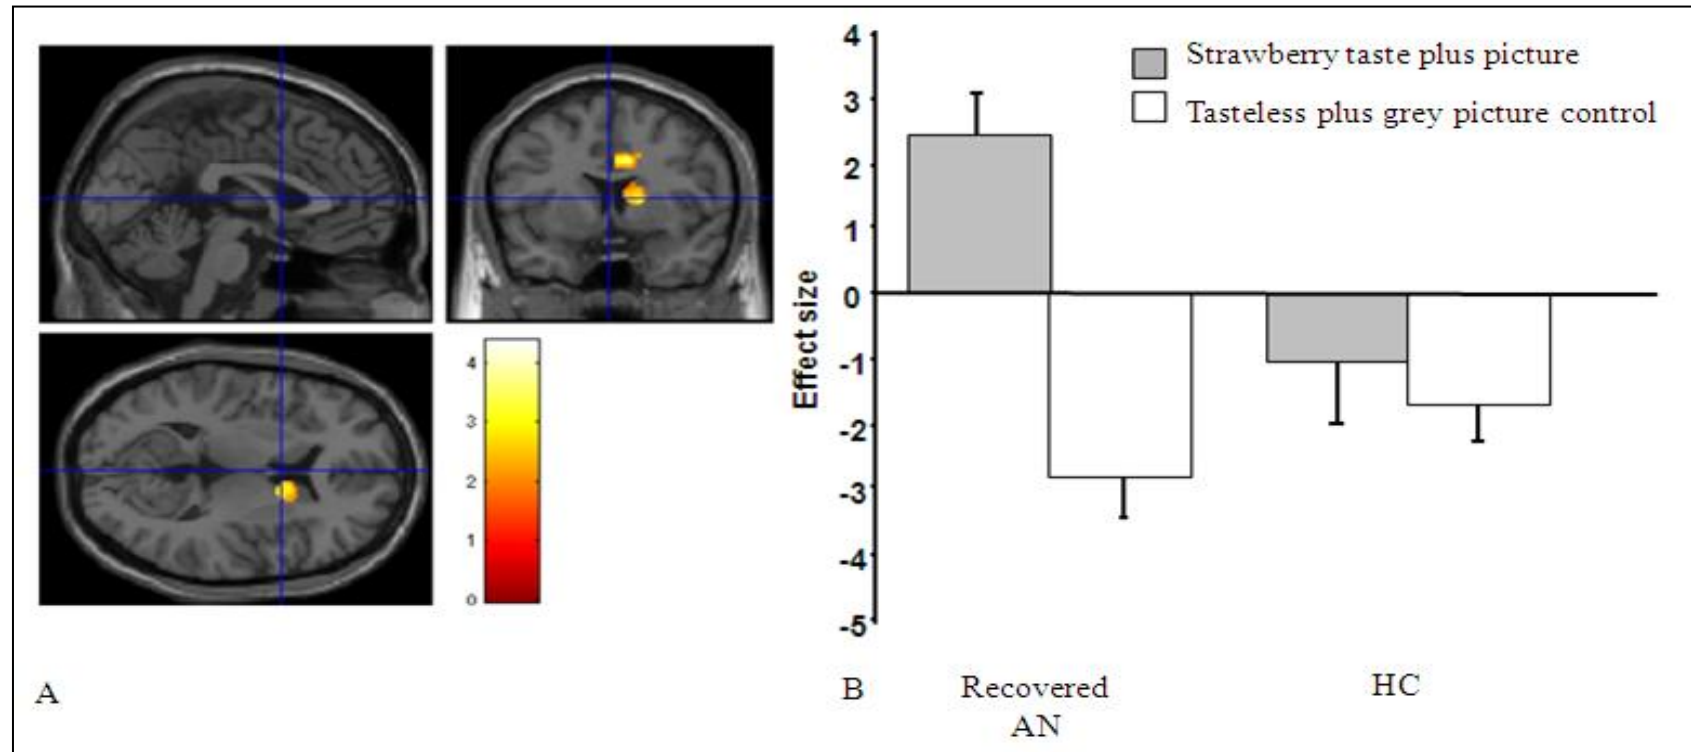 4
3
2
1
0
A
Effect size
4
3
2
1
0
-1
-2
-3
-4
-5
Strawberry taste plus picture
Tasteless plus grey picture control
B
Recovered
AN
HC